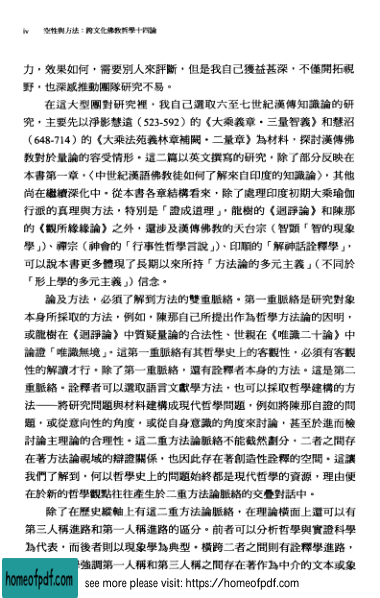 iv 空性與方法：跨文化佛教哲學十四論
力，效果如何，需要別人來評斷，但是我自己獲益甚深，不僅開拓視
野，也深感推動團隊研究不易。
在這大型團對研究裡，我自己選取六至七世紀漢傳知識論的研
究，主要先以淨影慧遠（523-592）的《大乘義章・三量智義》和慧沼
（648-714）的《大乘法苑義林章補闕・二量章》為材料，探討漢傳佛
教對於量論的容受情形。這二篇以英文撰寫的研究，除了部分反映在
本書第一章，〈中世紀漢語佛教徒如何了解來自印度的知識論〉，其他
尚在繼續深化中。從本書各章結構看來，除了處理印度初期大乘瑜伽
行派的真理與方法，特別是「證成道理」，龍樹的《迴諍論》和陳那
的《觀所緣緣論》之外，還涉及漢傳佛教的天台宗（智顗「智的現象
學」）、禪宗（神會的「行事性哲學言說」）、印順的「解神話詮釋學」，
可以說本書更多體現了長期以來所持「方法論的多元主義」（不同於
「形上學的多元主義」）信念。
論及方法，必須了解到方法的雙重脈絡。第一重脈絡是研究對象
本身所採取的方法，例如，陳那自己所提出作為哲學方法論的因明，
或龍樹在《迴諍論》中質疑量論的合法性、世親在《唯識二十論》中
論證「唯識無境」。這第一重脈絡有其哲學史上的客觀性，必須有客觀
性的解讀才行。除了第一重脈絡，還有詮釋者本身的方法。這是第二
重脈絡。詮釋者可以選取語言文獻學方法，也可以採取哲學建構的方
法——將研究問題與材料建構成現代哲學問題，例如將陳那自證的問
題，或從意向性的角度，或從自身意識的角度來討論，甚至於進而檢
討論主理論的合理性。這二重方法論脈絡不能截然劃分，二者之間存
在著方法論視域的辯證關係，也因此存在著創造性詮釋的空間。這讓
我們了解到，何以哲學史上的問題始終都是現代哲學的資源，理由便
在於新的哲學觀點往往產生於二重方法論脈絡的交疊對話中。
除了在歷史縱軸上有這二重方法論脈絡，在理論橫面上還可以有
第三人稱進路和第一人稱進路的區分。前者可以分析哲學與實證科學
為代表，而後者則以現象學為典型。橫跨二者之間則有詮釋學進路，
強調第一人稱和第三人稱之間存在著作為中介的文本或象
homeofpdf.com see more please visit: https://homeofpdf.com